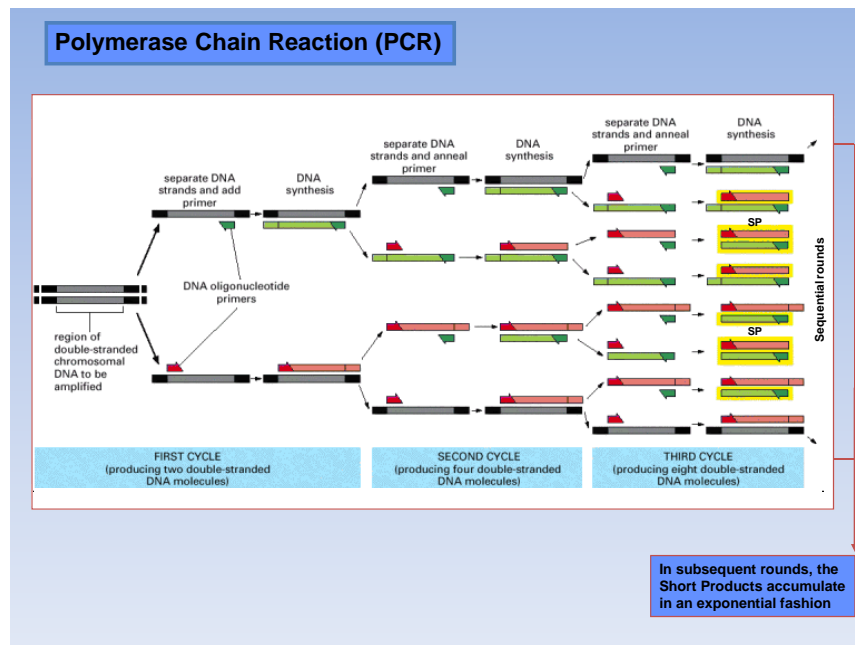 Polymerase Chain Reaction (PCR)
separate DNA
strands and add
primer
DNA
synthesis
separate DNA
strands and anneal
primer
DNA
synthesis
separate DNA
strands and anneal
primer
DNA
synthesis
DNA oligonucleotide
primers
region of
double-stranded
chromosomal
DNA to be
amplified
SP
SP
Sequential rounds
FIRST CYCLE
(producing two double-stranded
DNA molecules)
SECOND CYCLE
(producing four double-stranded
DNA molecules)
THIRD CYCLE
(producing eight double-stranded
DNA molecules)
In subsequent rounds, the
Short Products accumulate
in an exponential fashion